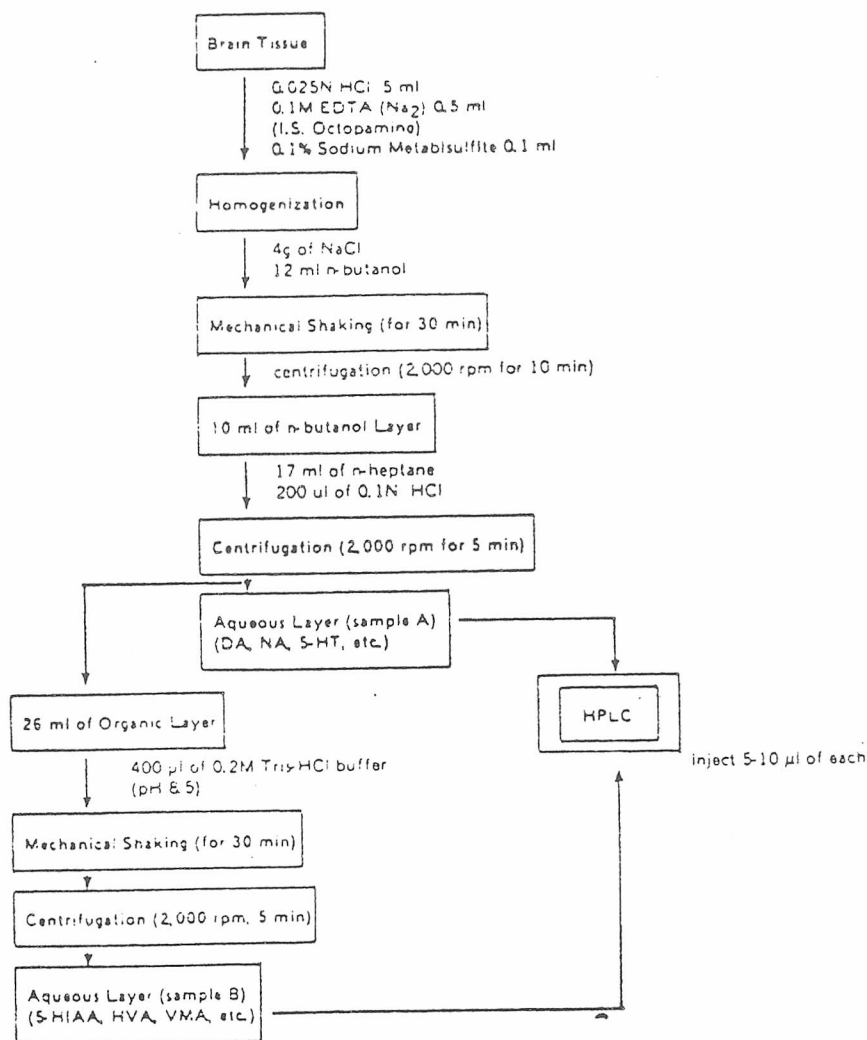 Brain Tissue
0.025N HCl 5 ml
0.1M EDTA (Na2) 0.5 ml
(I.S. Octopamino)
0.1% Sodium Metabisulfite 0.1 ml
Homogenization
4g of NaCl
12 ml n-butanol
Mechanical Shaking (for 30 min)
centrifugation (2,000 rpm for 10 min)
10 ml of n-butanol Layer
17 ml of n-heptane
200 ul of 0.1N HCl
Centrifugation (2,000 rpm for 5 min)
Aqueous Layer (sample A)
(DA, NA, 5-HT, etc.)
26 ml of Organic Layer
HPLC
400 µl of 0.2M Tris-HCl buffer
(pH 8.5)
inject 5-10 µl of each
Mechanical Shaking (for 30 min)
Centrifugation (2,000 rpm, 5 min)
Aqueous Layer (sample B)
(5-HIAA, HVA, VMA, etc.)